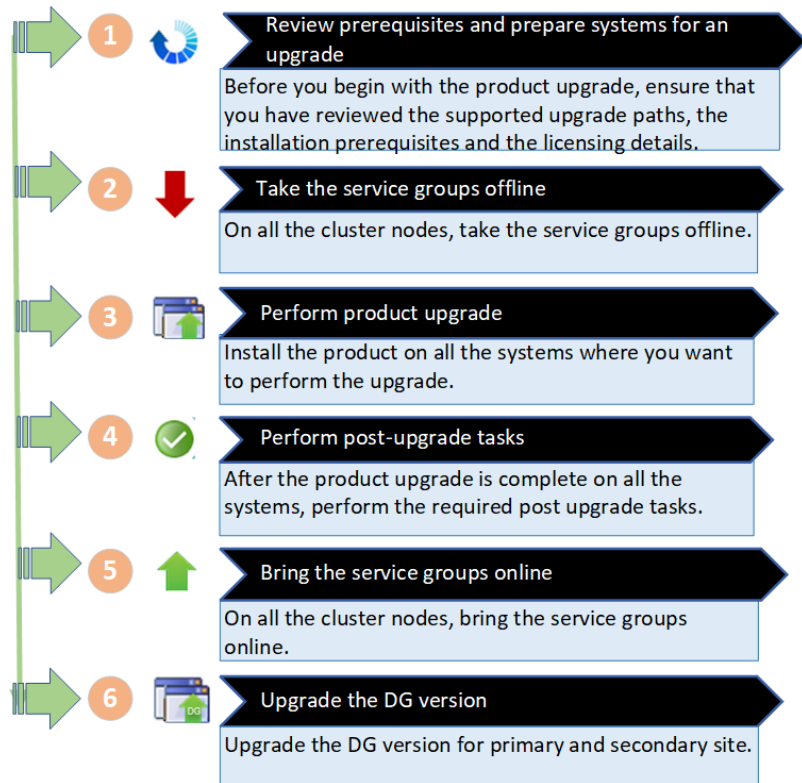 1
Review prerequisites and prepare systems for an
upgrade
Before you begin with the product upgrade, ensure that
you have reviewed the supported upgrade paths, the
installation prerequisites and the licensing details.
2
Take the service groups offline
On all the cluster nodes, take the service groups offline.
3
Perform product upgrade
Install the product on all the systems where you want
to perform the upgrade.
4
Perform post-upgrade tasks
After the product upgrade is complete on all the
systems, perform the required post upgrade tasks.
5
Bring the service groups online
On all the cluster nodes, bring the service groups
online.
6
DG
Upgrade the DG version
Upgrade the DG version for primary and secondary site.